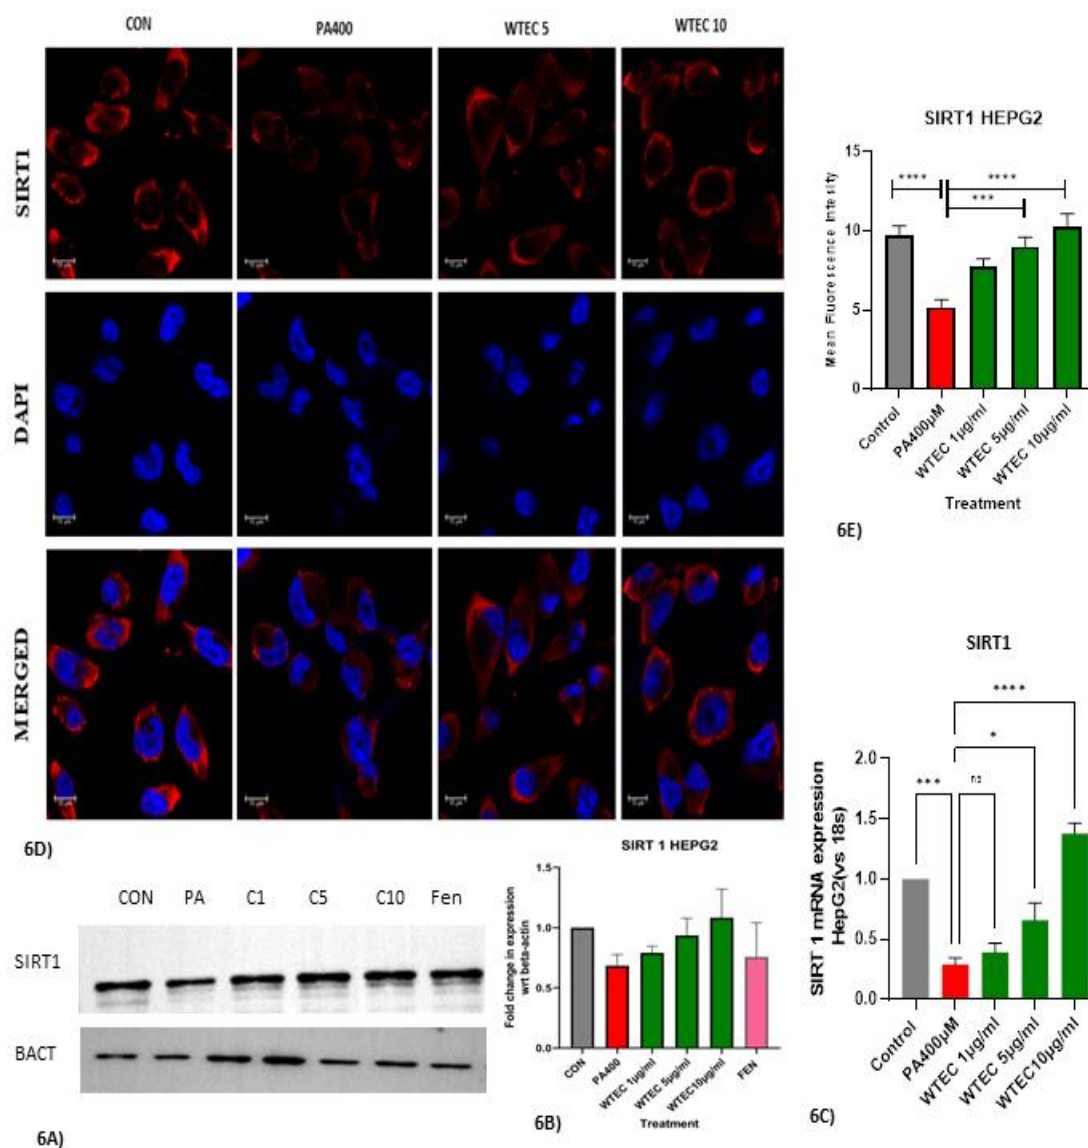 CON PA400 WTEC 5 WTEC 10
SIRT1
DAPI
MERGED
6D)
SIRT1 HEPG2
Mean Fluorescence Intesity
15
10
5
0
**** **** ***
Control
PA400µM
WTEC 1µg/ml
WTEC 5µg/ml
WTEC 10µg/ml
Treatment
6E)
CON PA C1 C5 C10 Fen
SIRT1
BACT
6A)
SIRT 1 HEPG2
Fold change in expression
wrt beta-actin
1.5
1.0
0.5
0.0
CON
PA400
WTEC 1µg/ml
WTEC 5µg/ml
WTEC10µg/ml
FEN
Treatment
6B)
SIRT1
SIRT 1 mRNA expression
HepG2(vs 18s)
2.0
1.5
1.0
0.5
0.0
****
*
*** ns
Control
PA400µM
WTEC 1µg/ml
WTEC 5µg/ml
WTEC10µg/ml
6C)